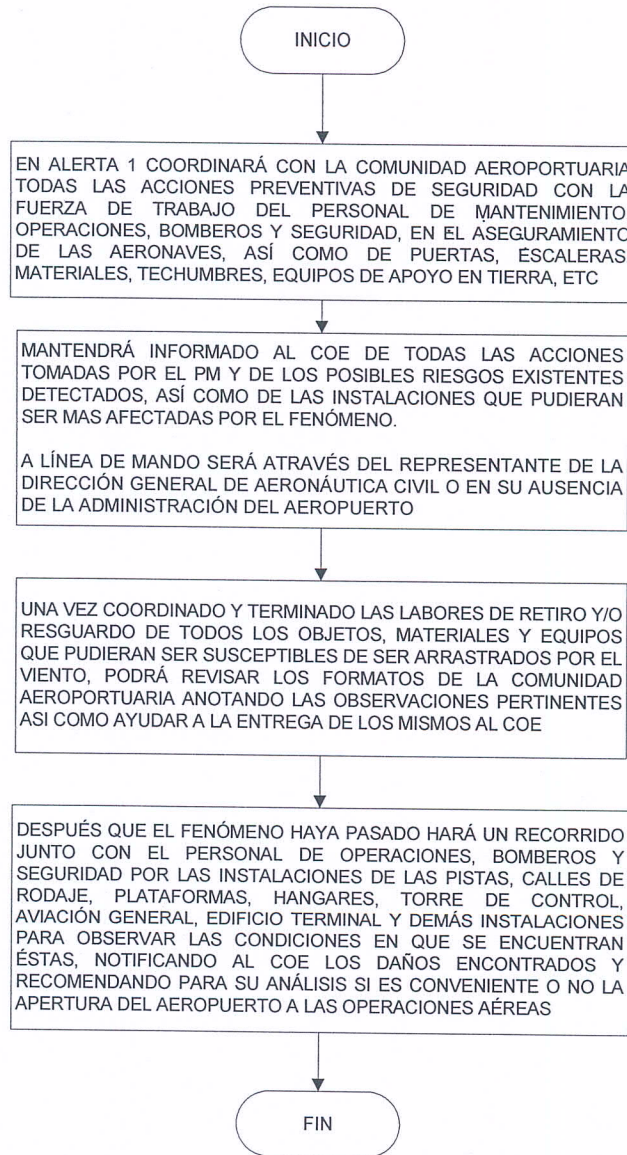 INICIO
EN ALERTA 1 COORDINARÁ CON LA COMUNIDAD AEROPORTUARIA
TODAS LAS ACCIONES PREVENTIVAS DE SEGURIDAD CON LA
FUERZA DE TRABAJO DEL PERSONAL DE MANTENIMIENTO
OPERACIONES, BOMBEROS Y SEGURIDAD, EN EL ASEGURAMIENTO
DE LAS AERONAVES, ASÍ COMO DE PUERTAS, ESCALERAS
MATERIALES, TECHUMBRES, EQUIPOS DE APOYO EN TIERRA, ETC
MANTENDRÁ INFORMADO AL COE DE TODAS LAS ACCIONES
TOMADAS POR EL PM Y DE LOS POSIBLES RIESGOS EXISTENTES
DETECTADOS, ASÍ COMO DE LAS INSTALACIONES QUE PUDIERAN
SER MAS AFECTADAS POR EL FENÓMENO.
A LÍNEA DE MANDO SERÁ ATRAVÉS DEL REPRESENTANTE DE LA
DIRECCIÓN GENERAL DE AERONÁUTICA CIVIL O EN SU AUSENCIA
DE LA ADMINISTRACIÓN DEL AEROPUERTO
UNA VEZ COORDINADO Y TERMINADO LAS LABORES DE RETIRO Y/O
RESGUARDO DE TODOS LOS OBJETOS, MATERIALES Y EQUIPOS
QUE PUDIERAN SER SUSCEPTIBLES DE SER ARRASTRADOS POR EL
VIENTO, PODRÁ REVISAR LOS FORMATOS DE LA COMUNIDAD
AEROPORTUARIA ANOTANDO LAS OBSERVACIONES PERTINENTES
ASI COMO AYUDAR A LA ENTREGA DE LOS MISMOS AL COE
DESPUÉS QUE EL FENÓMENO HAYA PASADO HARÁ UN RECORRIDO
JUNTO CON EL PERSONAL DE OPERACIONES, BOMBEROS Y
SEGURIDAD POR LAS INSTALACIONES DE LAS PISTAS, CALLES DE
RODAJE, PLATAFORMAS, HANGARES, TORRE DE CONTROL,
AVIACIÓN GENERAL, EDIFICIO TERMINAL Y DEMÁS INSTALACIONES
PARA OBSERVAR LAS CONDICIONES EN QUE SE ENCUENTRAN
ÉSTAS, NOTIFICANDO AL COE LOS DAÑOS ENCONTRADOS Y
RECOMENDANDO PARA SU ANÁLISIS SI ES CONVENIENTE O NO LA
APERTURA DEL AEROPUERTO A LAS OPERACIONES AÉREAS
FIN